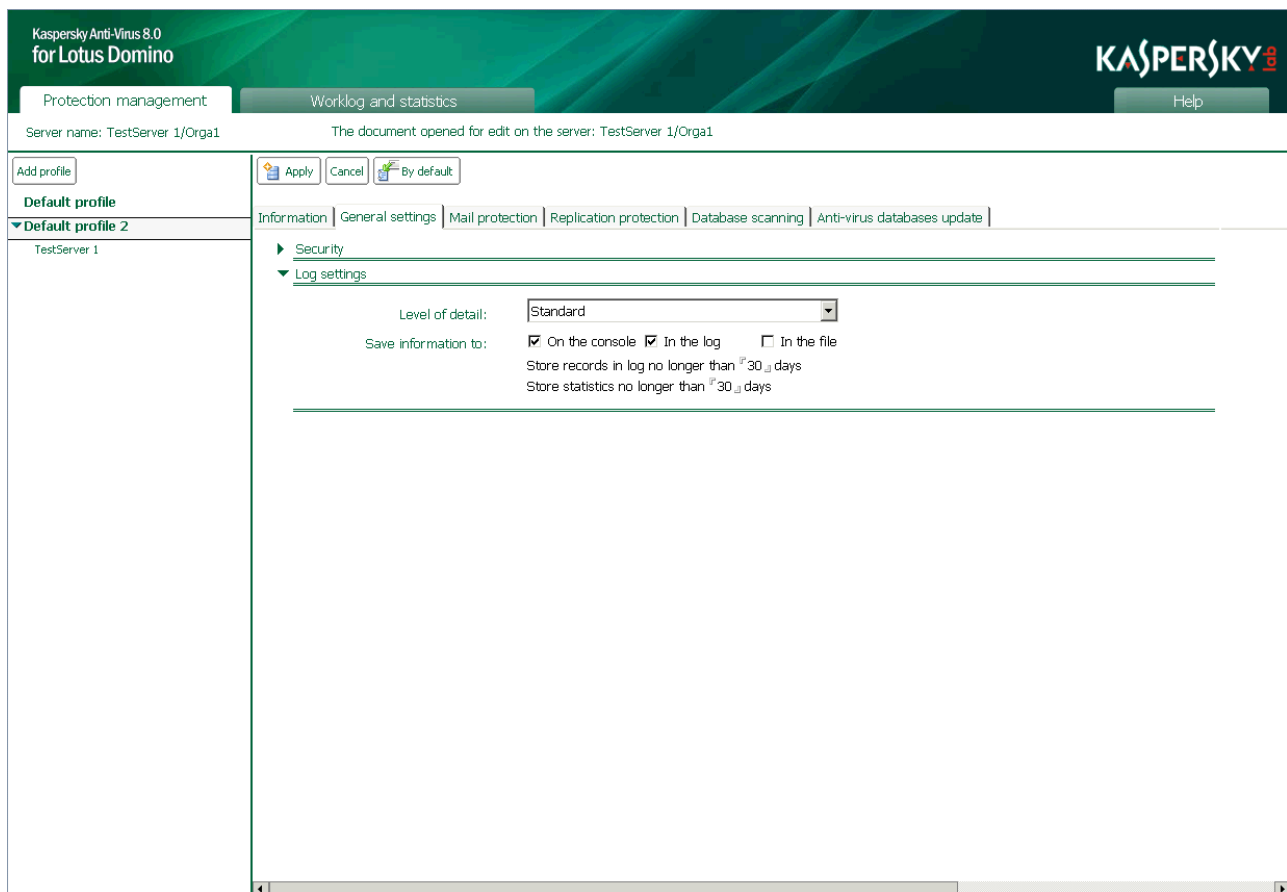 Kaspersky Anti-Virus 8.0
for Lotus Domino
KASPERSKY lab
Protection management
Worklog and statistics
Help
Server name: TestServer 1/Orga1
The document opened for edit on the server: TestServer 1/Orga1
Add profile
Apply
Cancel
By default
Default profile
Default profile 2
TestServer 1
Information
General settings
Mail protection
Replication protection
Database scanning
Anti-virus databases update
Security
Log settings
Level of detail:
Standard
Save information to:
On the console
In the log
In the file
Store records in log no longer than 30 days
Store statistics no longer than 30 days